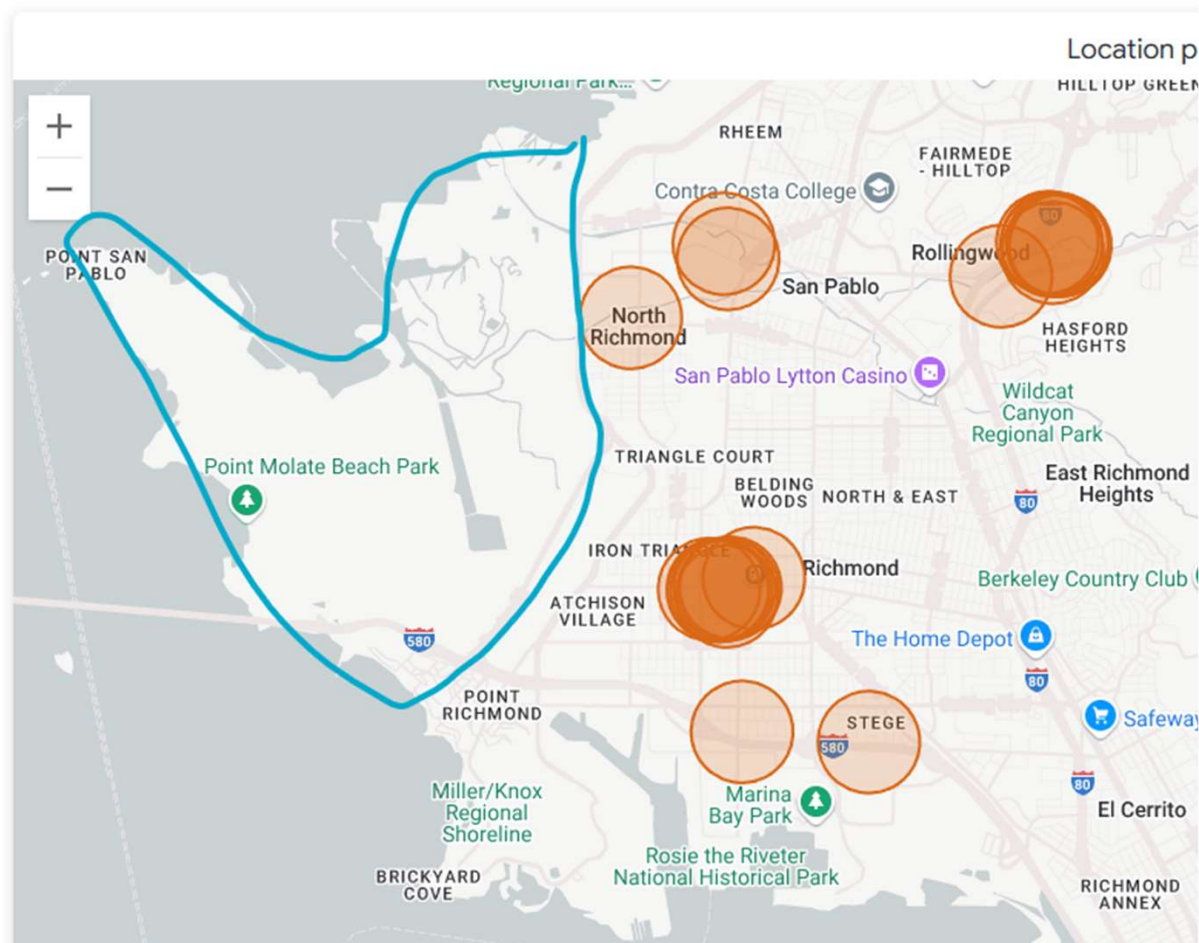 Location p
Regional Park...
HILLTOP GREEN
+
−
RHEEM
FAIRMEDE
- HILLTOP
Contra Costa College
80
POINT SAN
PABLO
Rollingwood
San Pablo
North
Richmond
HASFORD
HEIGHTS
San Pablo Lytton Casino
Wildcat
Canyon
Regional Park
TRIANGLE COURT
Point Molate Beach Park
East Richmond
Heights
BELDING
WOODS
NORTH & EAST
80
IRON TRIANGLE
Richmond
Berkeley Country Club
ATCHISON
VILLAGE
580
The Home Depot
80
POINT
RICHMOND
STEGE
580
Safeway
Miller/Knox
Regional
Shoreline
Marina
Bay Park
80
El Cerrito
Rosie the Riveter
National Historical Park
BRICKYARD
COVE
RICHMOND
ANNEX